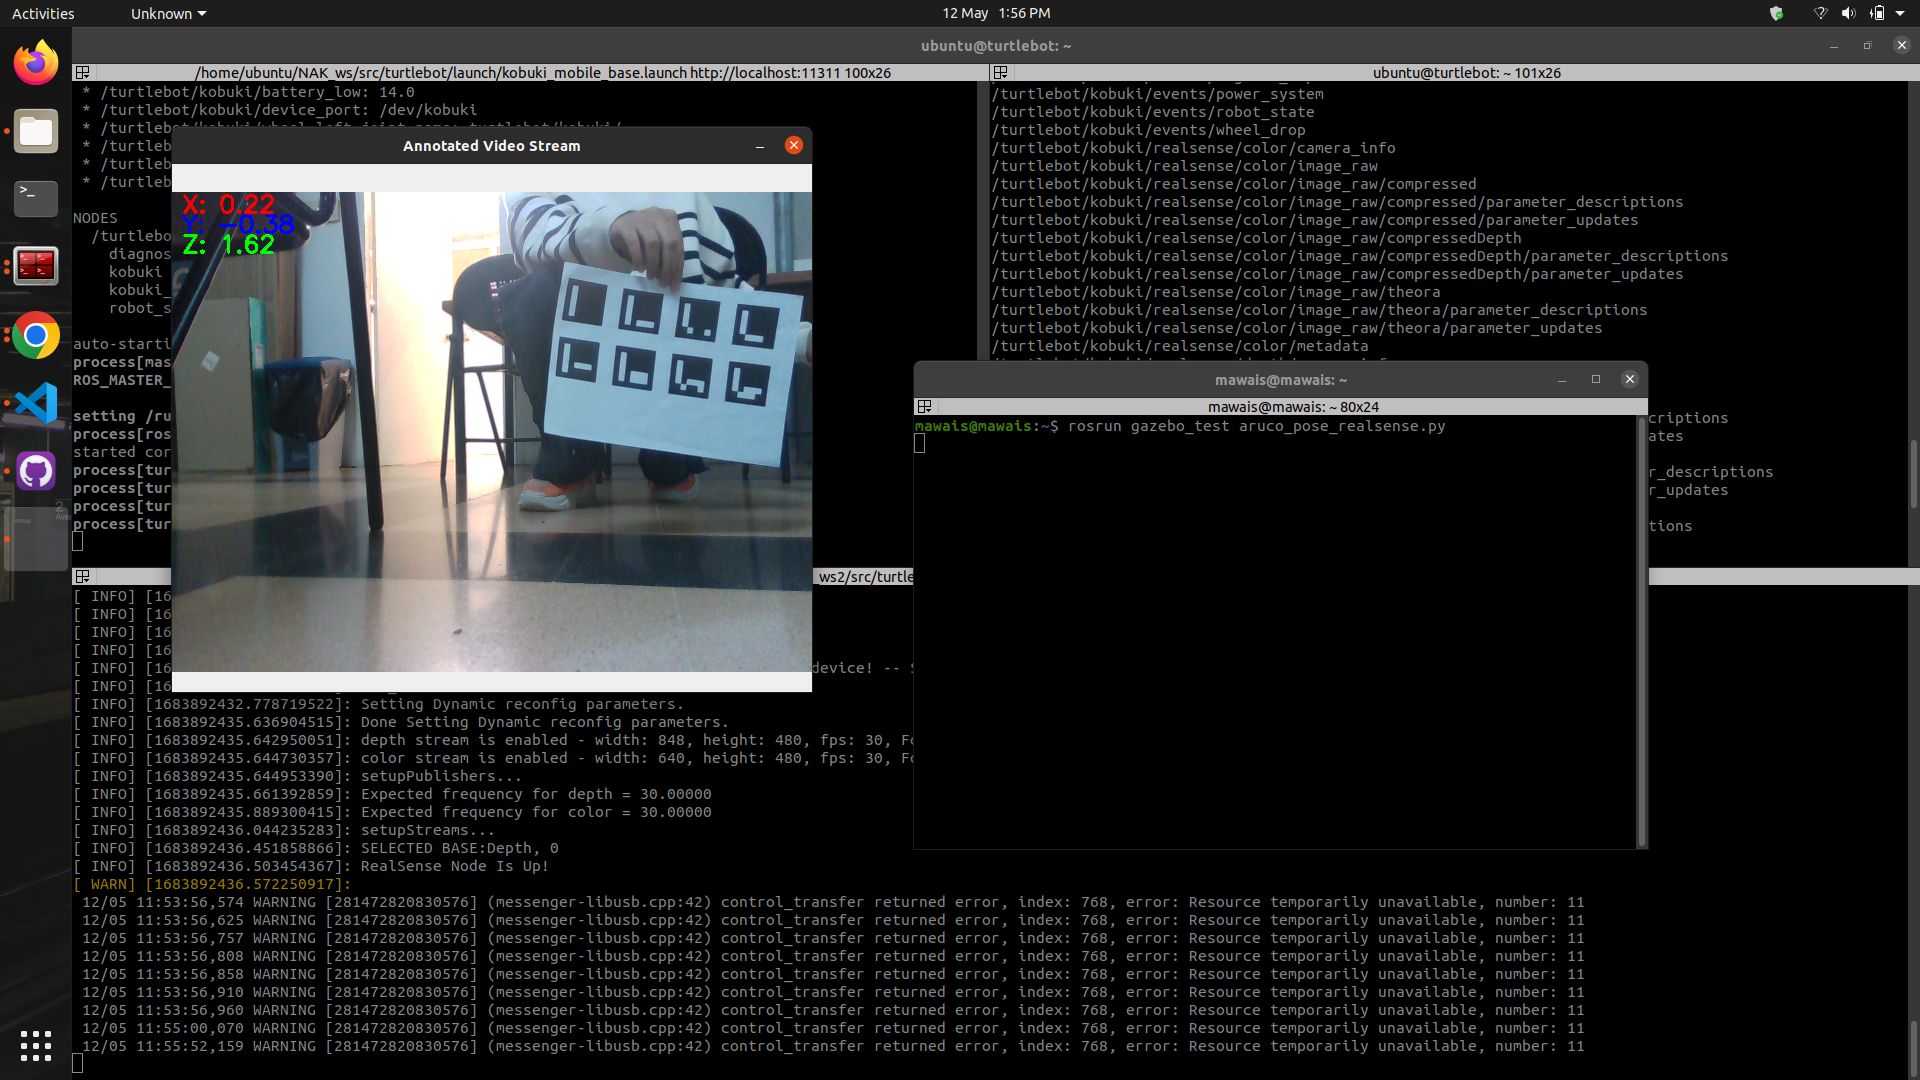 Activities
Unknown
12 May 1:56 PM
ubuntu@turtlebot: ~
/home/ubuntu/NAK_ws/src/turtlebot/launch/kobuki_mobile_base.launch http://localhost:11311 100x26
* /turtlebot/kobuki/battery_low: 14.0
* /turtlebot/kobuki/device_port: /dev/kobuki
* /turtleb
* /turtleb
* /turtleb
* /turtleb
NODES
/turtlebo
diagnos
kobuki
kobuki_
robot_s
auto-starti
process[mas
ROS_MASTER_
setting /ru
process[ros
started cor
process[tur
process[tur
process[tur
process[tur
Annotated Video Stream
X: 0.22
Y: -0.38
Z: 1.62
ubuntu@turtlebot: ~ 101x26
/turtlebot/kobuki/events/power_system
/turtlebot/kobuki/events/robot_state
/turtlebot/kobuki/events/wheel_drop
/turtlebot/kobuki/realsense/color/camera_info
/turtlebot/kobuki/realsense/color/image_raw
/turtlebot/kobuki/realsense/color/image_raw/compressed
/turtlebot/kobuki/realsense/color/image_raw/compressed/parameter_descriptions
/turtlebot/kobuki/realsense/color/image_raw/compressed/parameter_updates
/turtlebot/kobuki/realsense/color/image_raw/compressedDepth
/turtlebot/kobuki/realsense/color/image_raw/compressedDepth/parameter_descriptions
/turtlebot/kobuki/realsense/color/image_raw/compressedDepth/parameter_updates
/turtlebot/kobuki/realsense/color/image_raw/theora
/turtlebot/kobuki/realsense/color/image_raw/theora/parameter_descriptions
/turtlebot/kobuki/realsense/color/image_raw/theora/parameter_updates
/turtlebot/kobuki/realsense/color/metadata
criptions
ates
r_descriptions
r_updates
tions
mawais@mawais: ~
mawais@mawais: ~ 80x24
mawais@mawais:~$ rosrun gazebo_test aruco_pose_realsense.py
_ws2/src/turtle
[ INFO] [16
[ INFO] [16
[ INFO] [16
[ INFO] [16
[ INFO] [16
device! -- S
[ INFO] [16
[ INFO] [1683892432.778719522]: Setting Dynamic reconfig parameters.
[ INFO] [1683892435.636904515]: Done Setting Dynamic reconfig parameters.
[ INFO] [1683892435.642950051]: depth stream is enabled - width: 848, height: 480, fps: 30, Fo
[ INFO] [1683892435.644730357]: color stream is enabled - width: 640, height: 480, fps: 30, Fo
[ INFO] [1683892435.644953390]: setupPublishers...
[ INFO] [1683892435.661392859]: Expected frequency for depth = 30.00000
[ INFO] [1683892435.889300415]: Expected frequency for color = 30.00000
[ INFO] [1683892436.044235283]: setupStreams...
[ INFO] [1683892436.451858866]: SELECTED BASE:Depth, 0
[ INFO] [1683892436.503454367]: RealSense Node Is Up!
[ WARN] [1683892436.572250917]:
12/05 11:53:56,574 WARNING [281472820830576] (messenger-libusb.cpp:42) control_transfer returned error, index: 768, error: Resource temporarily unavailable, number: 11
12/05 11:53:56,625 WARNING [281472820830576] (messenger-libusb.cpp:42) control_transfer returned error, index: 768, error: Resource temporarily unavailable, number: 11
12/05 11:53:56,757 WARNING [281472820830576] (messenger-libusb.cpp:42) control_transfer returned error, index: 768, error: Resource temporarily unavailable, number: 11
12/05 11:53:56,808 WARNING [281472820830576] (messenger-libusb.cpp:42) control_transfer returned error, index: 768, error: Resource temporarily unavailable, number: 11
12/05 11:53:56,858 WARNING [281472820830576] (messenger-libusb.cpp:42) control_transfer returned error, index: 768, error: Resource temporarily unavailable, number: 11
12/05 11:53:56,910 WARNING [281472820830576] (messenger-libusb.cpp:42) control_transfer returned error, index: 768, error: Resource temporarily unavailable, number: 11
12/05 11:53:56,960 WARNING [281472820830576] (messenger-libusb.cpp:42) control_transfer returned error, index: 768, error: Resource temporarily unavailable, number: 11
12/05 11:55:00,070 WARNING [281472820830576] (messenger-libusb.cpp:42) control_transfer returned error, index: 768, error: Resource temporarily unavailable, number: 11
12/05 11:55:52,159 WARNING [281472820830576] (messenger-libusb.cpp:42) control_transfer returned error, index: 768, error: Resource temporarily unavailable, number: 11